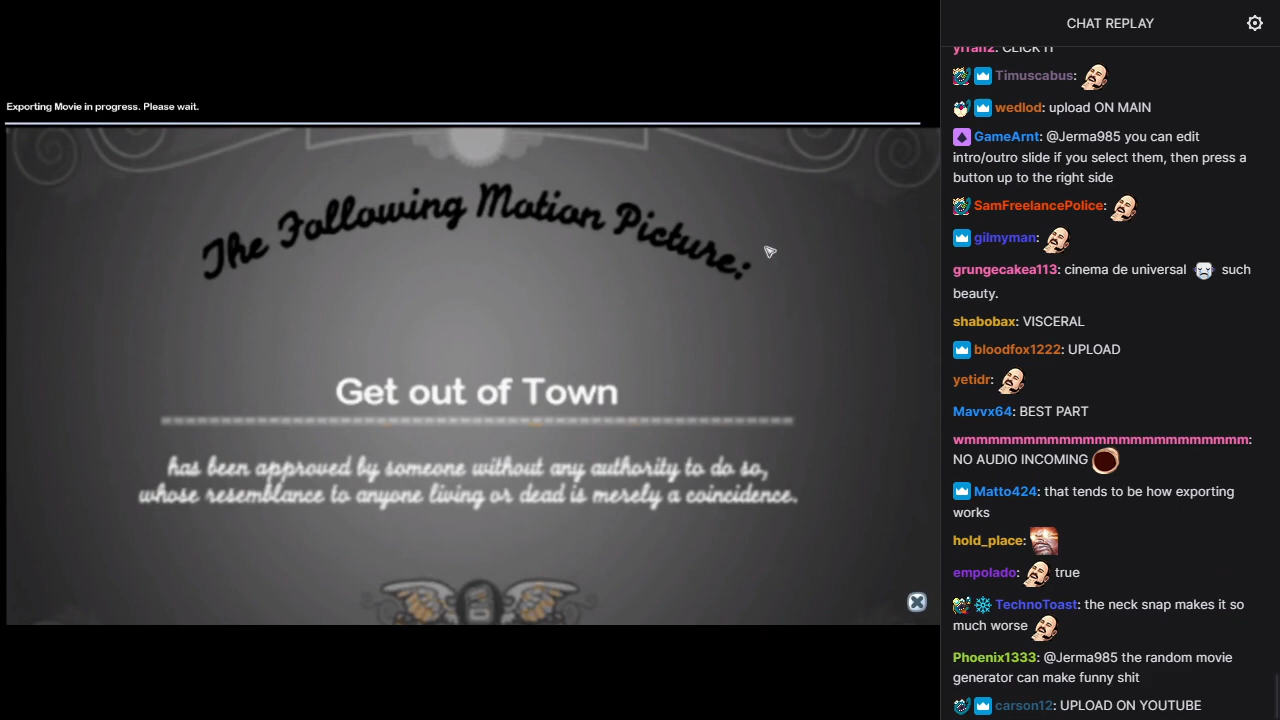 CHAT REPLAY
yrran2: CLICK IT
Timuscabus:
wedlod: upload ON MAIN
GameArnt: @Jerma985 you can edit
intro/outro slide if you select them, then press a
button up to the right side
SamFreelancePolice:
gilmyman:
grungecakea113: cinema de universal such
beauty.
shabobax: VISCERAL
bloodfox1222: UPLOAD
yetidr:
Mavvx64: BEST PART
wmmmmmmmmmmmmmmmmmmmmmmmm:
NO AUDIO INCOMING
Matto424: that tends to be how exporting
works
hold_place:
empolado: true
TechnoToast: the neck snap makes it so
much worse
Phoenix1333: @Jerma985 the random movie
generator can make funny shit
carson12: UPLOAD ON YOUTUBE
Exporting Movie in progress. Please wait.
The Following Motion Picture:
Get out of Town
has been approved by someone without any authority to do so,
whose resemblance to anyone living or dead is merely a coincidence.